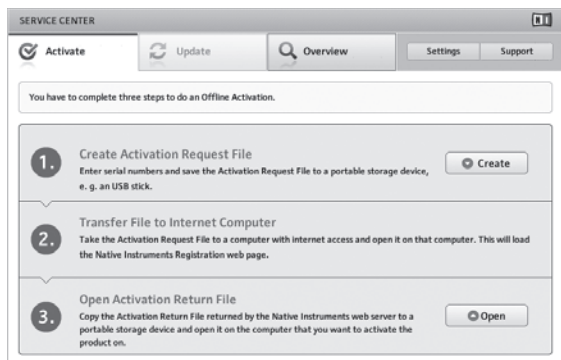 SERVICE CENTER
Activate
Update
Overview
Settings
Support
You have to complete three steps to do an Offline Activation.
1.
Create Activation Request File
Enter serial numbers and save the Activation Request File to a portable storage device,
e. g. an USB stick.
Create
2.
Transfer File to Internet Computer
Take the Activation Request File to a computer with internet access and open it on that computer. This will load
the Native Instruments Registration web page.
3.
Open Activation Return File
Copy the Activation Return File returned by the Native Instruments web server to a
portable storage device and open it on the computer that you want to activate the
product on.
Open